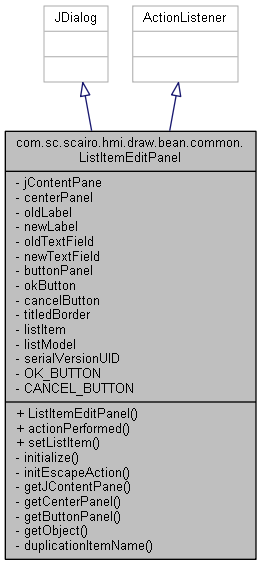 JDialog
ActionListener
com.sc.scairo.hmi.draw.bean.common.
ListItemEditPanel
- jContentPane
- centerPanel
- oldLabel
- newLabel
- oldTextField
- newTextField
- buttonPanel
- okButton
- cancelButton
- titledBorder
- listItem
- listModel
- serialVersionUID
- OK_BUTTON
- CANCEL_BUTTON
+ ListItemEditPanel()
+ actionPerformed()
+ setListItem()
- initialize()
- initEscapeAction()
- getJContentPane()
- getCenterPanel()
- getButtonPanel()
- getObject()
- duplicationItemName()